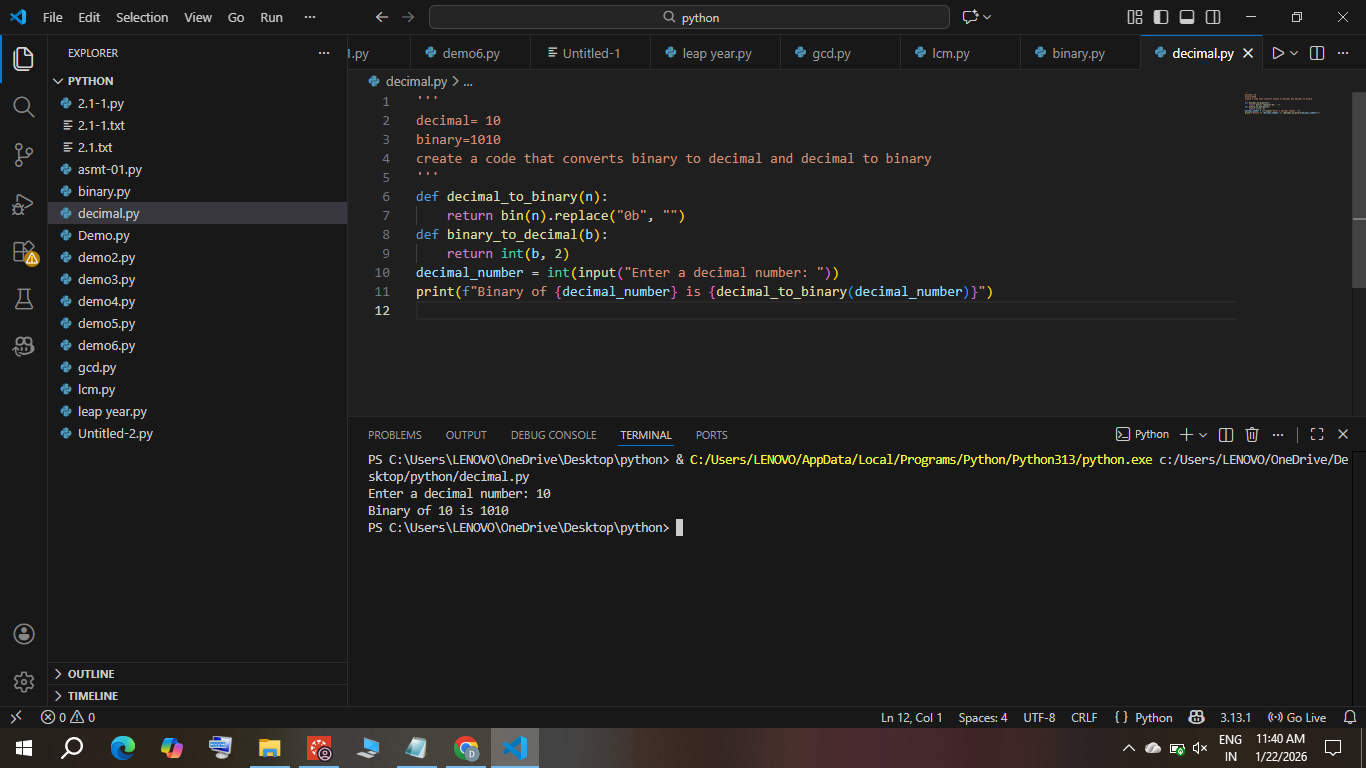 File Edit Selection View Go Run ···
python
EXPLORER ···
PYTHON
2.1-1.py
2.1-1.txt
2.1.txt
asmt-01.py
binary.py
decimal.py
Demo.py
demo2.py
demo3.py
demo4.py
demo5.py
demo6.py
gcd.py
lcm.py
leap year.py
Untitled-2.py
OUTLINE
TIMELINE
1.py demo6.py Untitled-1 leap year.py gcd.py lcm.py binary.py decimal.py
decimal.py > ...
1 '''
2 decimal= 10
3 binary=1010
4 create a code that converts binary to decimal and decimal to binary
5 '''
6 def decimal_to_binary(n):
7     return bin(n).replace("0b", "")
8 def binary_to_decimal(b):
9     return int(b, 2)
10 decimal_number = int(input("Enter a decimal number: "))
11 print(f"Binary of {decimal_number} is {decimal_to_binary(decimal_number)}")
12
PROBLEMS OUTPUT DEBUG CONSOLE TERMINAL PORTS Python
PS C:\Users\LENOVO\OneDrive\Desktop\python> & C:/Users/LENOVO/AppData/Local/Programs/Python/Python313/python.exe c:/Users/LENOVO/OneDrive/De
sktop/python/decimal.py
Enter a decimal number: 10
Binary of 10 is 1010
PS C:\Users\LENOVO\OneDrive\Desktop\python>
0 0 Ln 12, Col 1 Spaces: 4 UTF-8 CRLF { } Python 3.13.1 Go Live
ENG
IN
11:40 AM
1/22/2026